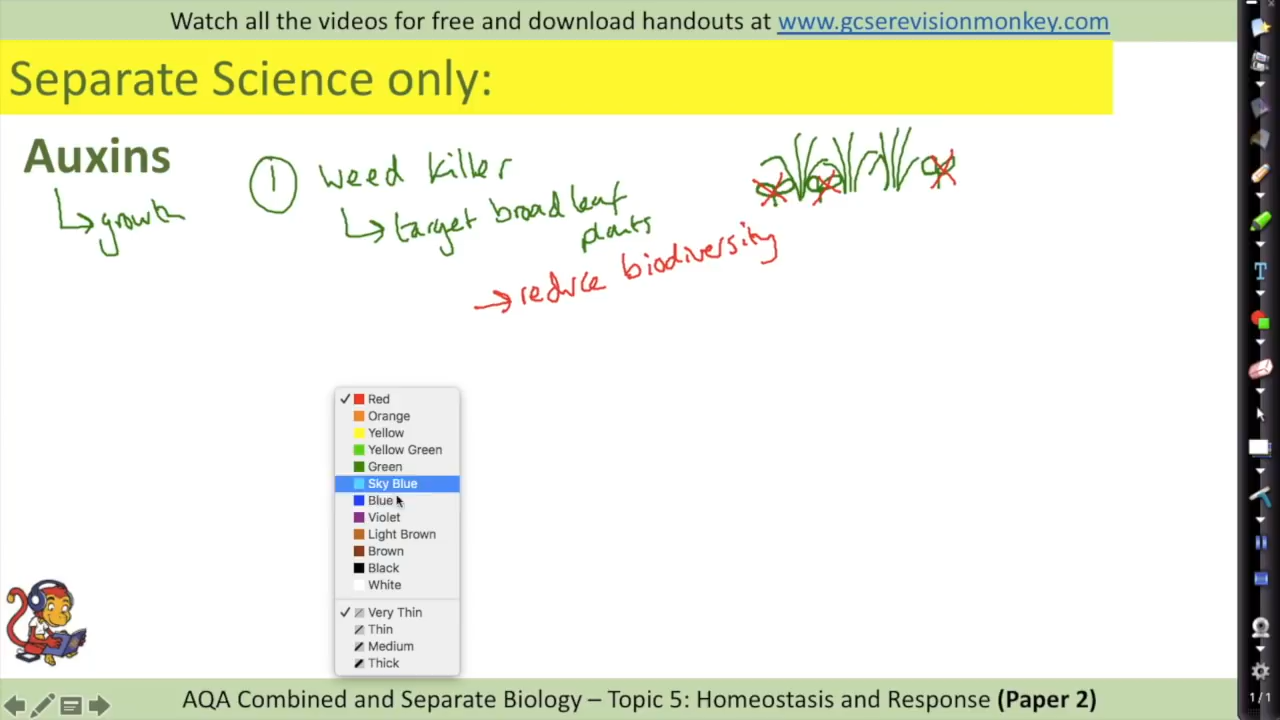 Watch all the videos for free and download handouts at www.gcserevisionmonkey.com
Separate Science only:
Auxins
growth
1 weed killer
target broad leaf
plants
reduce biodiversity
✓ Red
Orange
Yellow
Yellow Green
Green
Sky Blue
Blue
Violet
Light Brown
Brown
Black
White
✓ Very Thin
Thin
Medium
Thick
T
AQA Combined and Separate Biology – Topic 5: Homeostasis and Response (Paper 2)
1/1